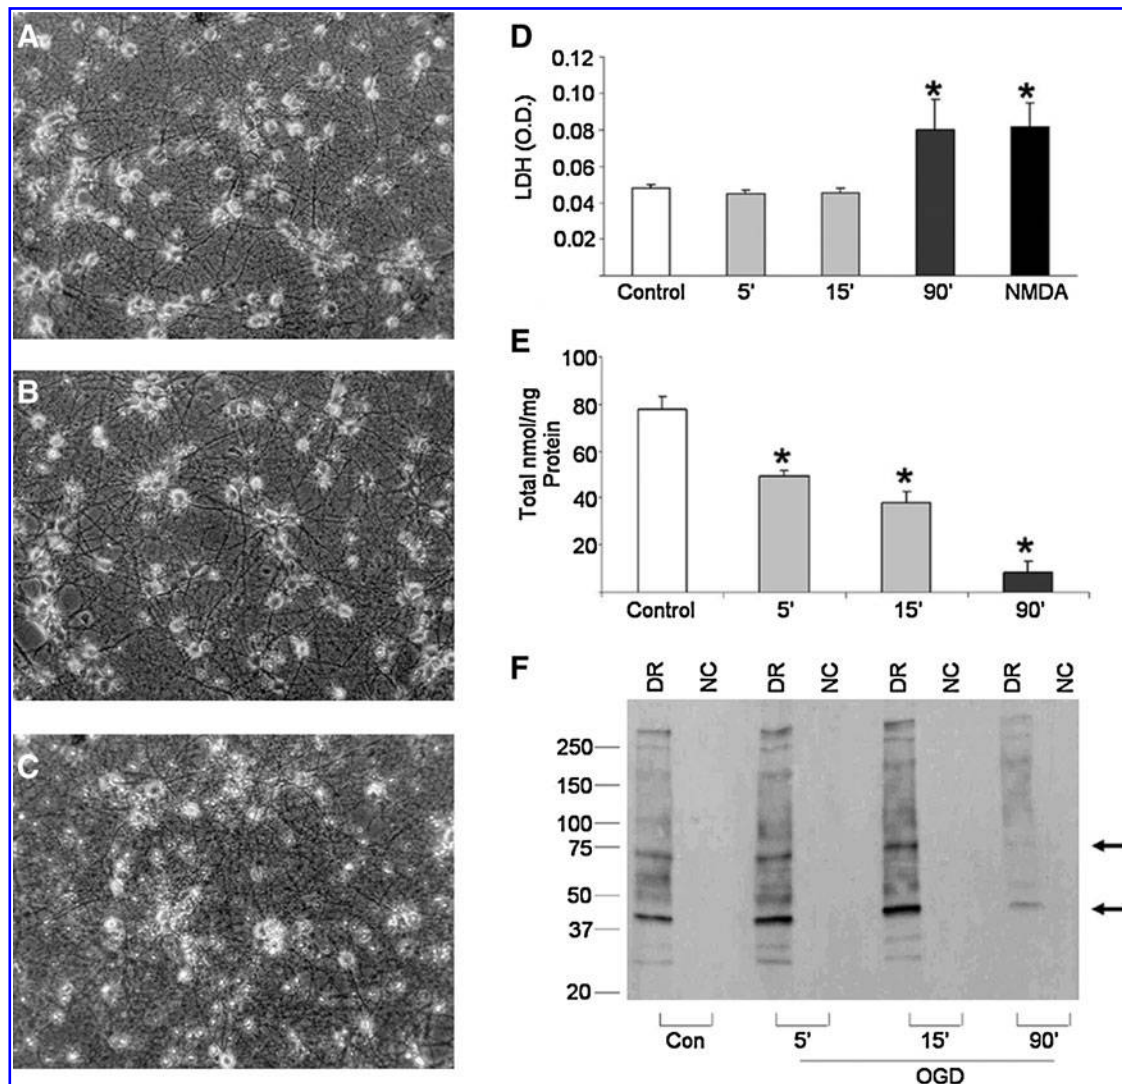 A
B
C
D
LDH (O.D.)
0.12
0.10
0.08
0.06
0.04
0.02
*
*
Control 5' 15' 90' NMDA
E
Total nmol/mg
Protein
100
80
60
40
20
*
*
*
Control 5' 15' 90'
F
DR NC DR NC DR NC DR NC
250
150
100
75
50
37
20
Con 5' 15' 90'
OGD